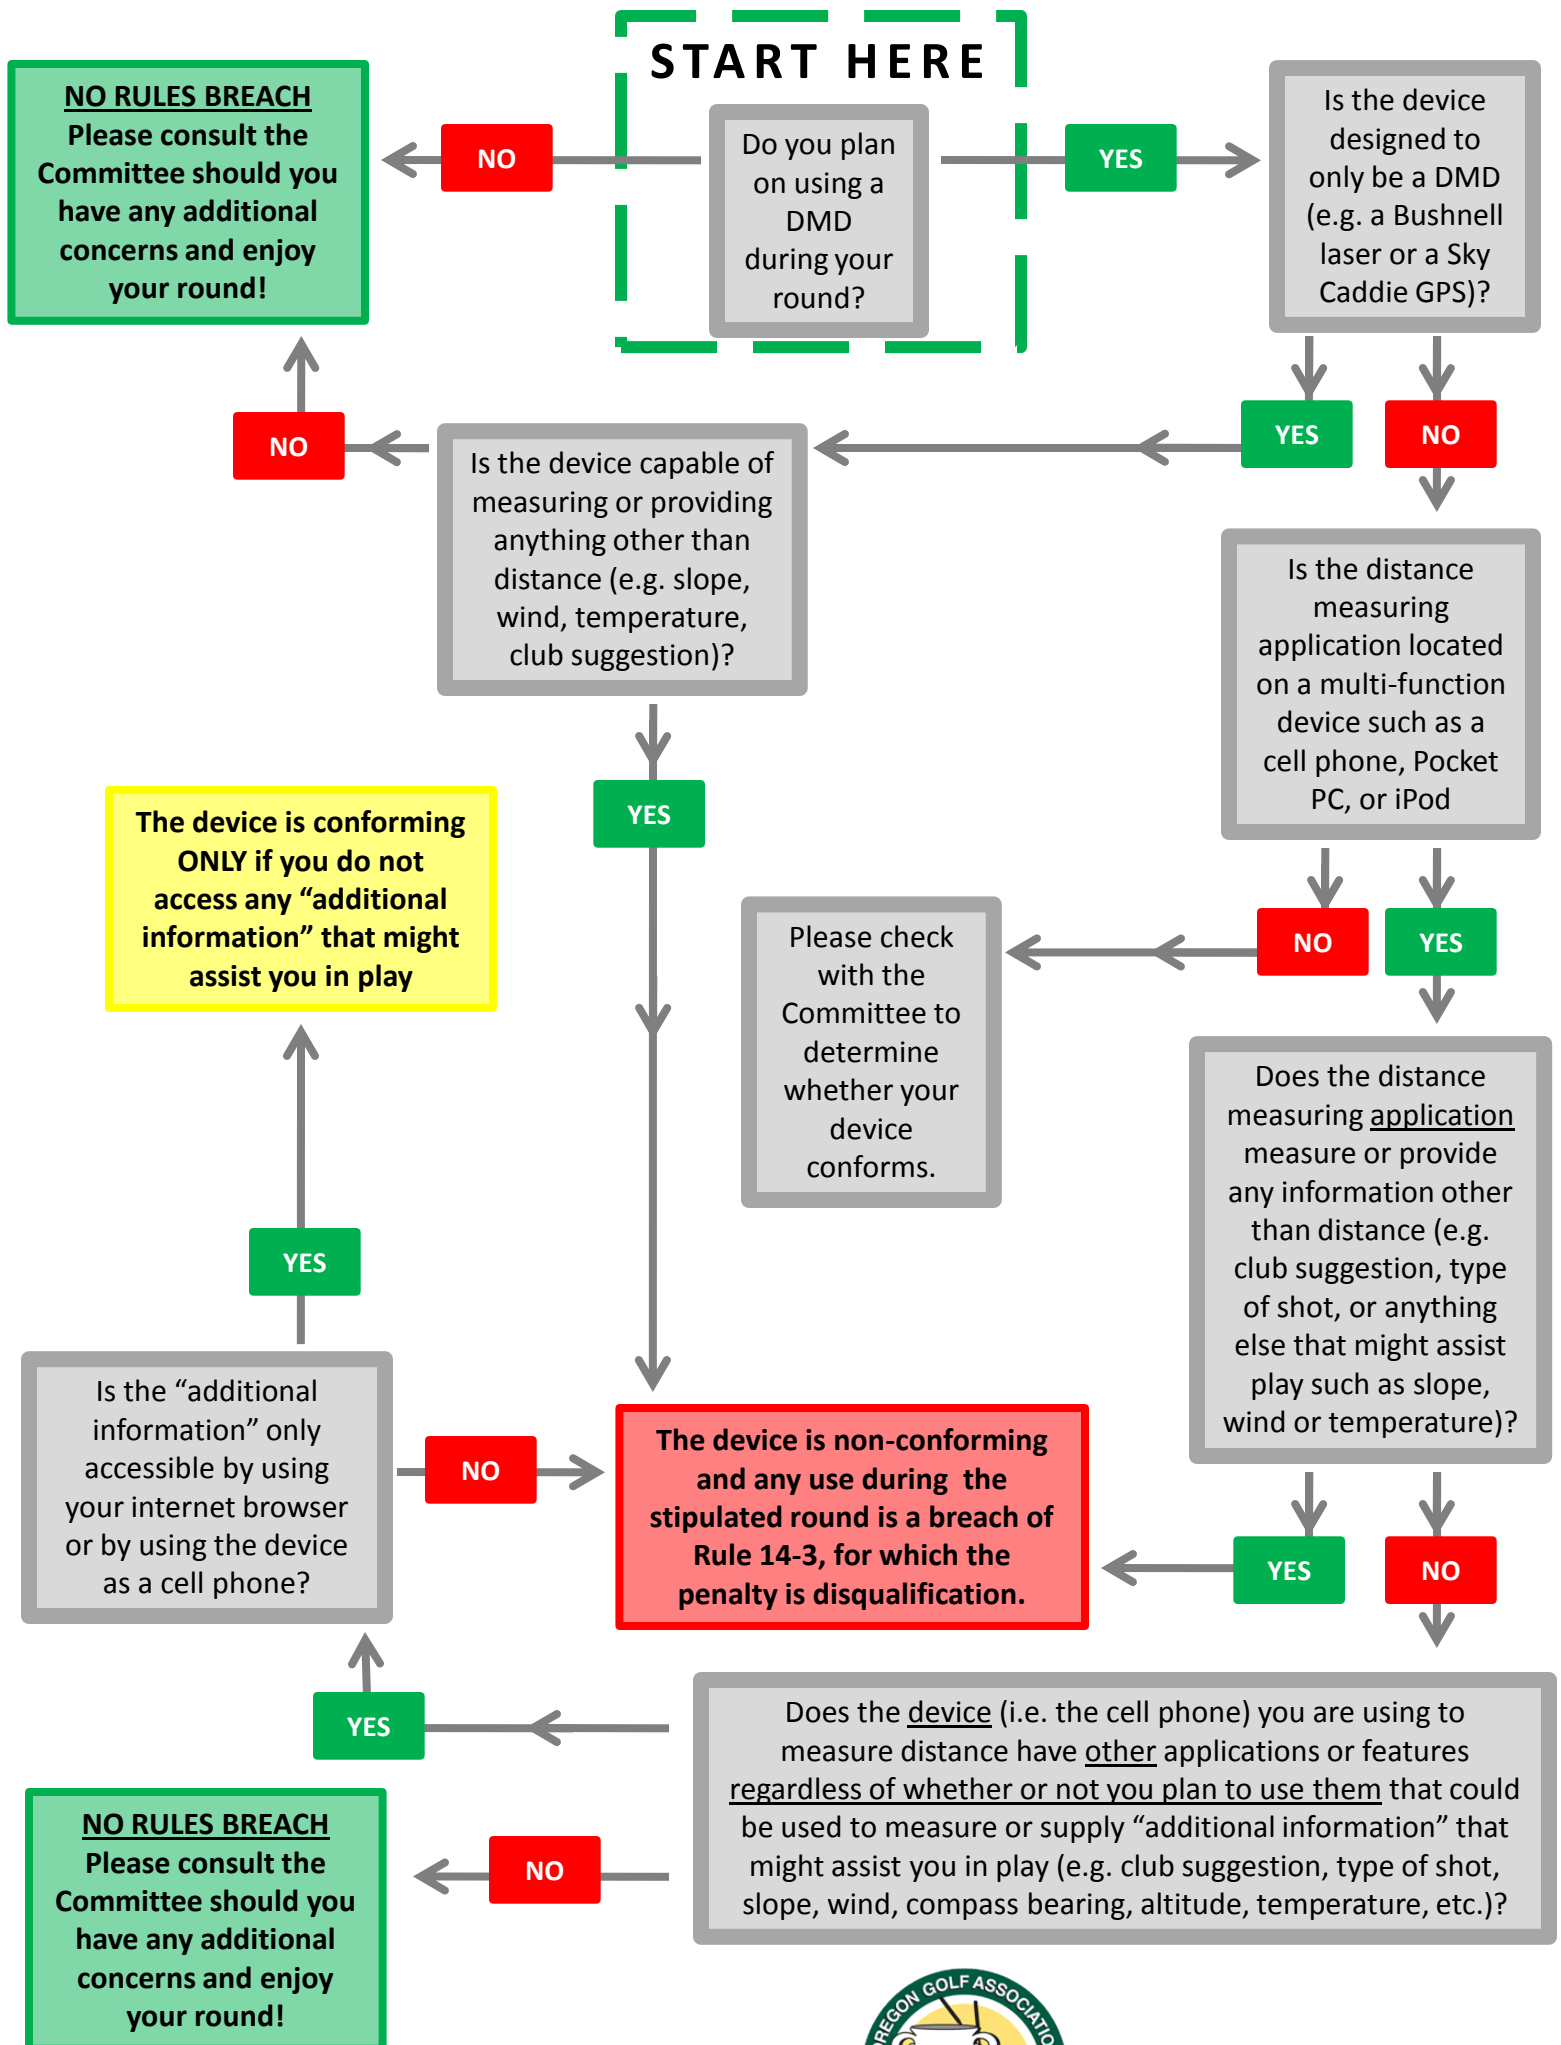 START HERE
Do you plan
on using a
DMD
during your
round?
NO
YES
NO RULES BREACH
Please consult the
Committee should you
have any additional
concerns and enjoy
your round!
Is the device
designed to
only be a DMD
(e.g. a Bushnell
laser or a Sky
Caddie GPS)?
YES
NO
Is the device capable of
measuring or providing
anything other than
distance (e.g. slope,
wind, temperature,
club suggestion)?
NO
YES
Is the distance
measuring
application located
on a multi-function
device such as a
cell phone, Pocket
PC, or iPod
NO
YES
The device is conforming
ONLY if you do not
access any “additional
information” that might
assist you in play
Please check
with the
Committee to
determine
whether your
device
conforms.
Does the distance
measuring application
measure or provide
any information other
than distance (e.g.
club suggestion, type
of shot, or anything
else that might assist
play such as slope,
wind or temperature)?
YES
NO
YES
Is the “additional
information” only
accessible by using
your internet browser
or by using the device
as a cell phone?
NO
The device is non-conforming
and any use during the
stipulated round is a breach of
Rule 14-3, for which the
penalty is disqualification.
Does the device (i.e. the cell phone) you are using to
measure distance have other applications or features
regardless of whether or not you plan to use them that could
be used to measure or supply “additional information” that
might assist you in play (e.g. club suggestion, type of shot,
slope, wind, compass bearing, altitude, temperature, etc.)?
YES
NO
NO RULES BREACH
Please consult the
Committee should you
have any additional
concerns and enjoy
your round!
OREGON GOLF ASSOCIATIO